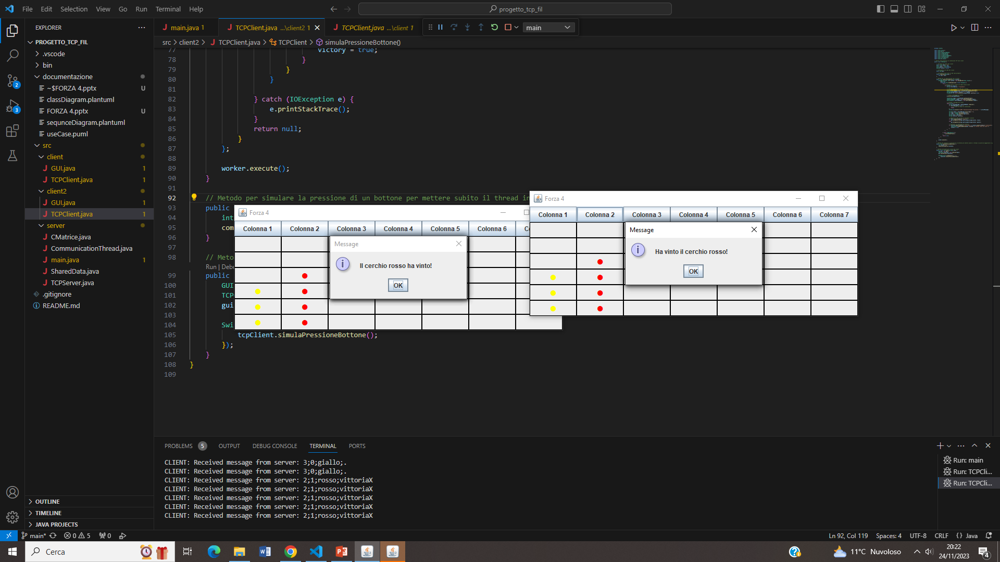 File Edit Selection View Go Run Terminal Help
progetto_tcp_fil
EXPLORER
PROGETTO_TCP_FIL
.vscode
bin
documentazione
~$FORZA 4.pptx U
classDiagram.plantuml
FORZA 4.pptx U
sequnceDiagram.plantuml
useCase.puml
src
client
GUI.java 1
TCPClient.java 1
client2
GUI.java 1
TCPClient.java 1
server
CMatrice.java
CommunicationThread.java
main.java 1
SharedData.java
TCPServer.java
.gitignore
README.md
OUTLINE
TIMELINE
JAVA PROJECTS
2
3
main.java 1
TCPClient.java ...\client2 1
TCPClient.java ...\client 1
main
src > client2 > TCPClient.java > TCPClient > simulaPressioneBottone()
77 victory = true;
78 }
79 }
80 }
81
82 } catch (IOException e) {
83 e.printStackTrace();
84 }
85 return null;
86 }
87 };
88
89 worker.execute();
90 }
91
92 // Metodo per simulare la pressione di un bottone per mettere subito il thread in
93 public
94 int
95 com
96 }
97
98 // Meto
Run | Deb
99 public
100 GUI
101 TCP
102 gui
103
104 Swi
105 tcpClient.simulaPressioneBottone();
106 });
107 }
108 }
109
Forza 4
Colonna 1 Colonna 2 Colonna 3 Colonna 4 Colonna 5 Colonna 6
Message
Il cerchio rosso ha vinto!
OK
Forza 4
Colonna 1 Colonna 2 Colonna 3 Colonna 4 Colonna 5 Colonna 6 Colonna 7
Message
Ha vinto il cerchio rosso!
OK
PROBLEMS 5 OUTPUT DEBUG CONSOLE TERMINAL PORTS
CLIENT: Received message from server: 3;0;giallo;.
CLIENT: Received message from server: 3;0;giallo;.
CLIENT: Received message from server: 2;1;rosso;vittoriaX
CLIENT: Received message from server: 2;1;rosso;vittoriaX
CLIENT: Received message from server: 2;1;rosso;vittoriaX
CLIENT: Received message from server: 2;1;rosso;vittoriaX
CLIENT: Received message from server: 2;1;rosso;vittoriaX
Run: main
Run: TCPCli...
Run: TCPCli...
main* 0 5 0
Ln 92, Col 119 Spaces: 4 UTF-8 CRLF {} Java
Cerca
11°C Nuvoloso
20:22
24/11/2023
4